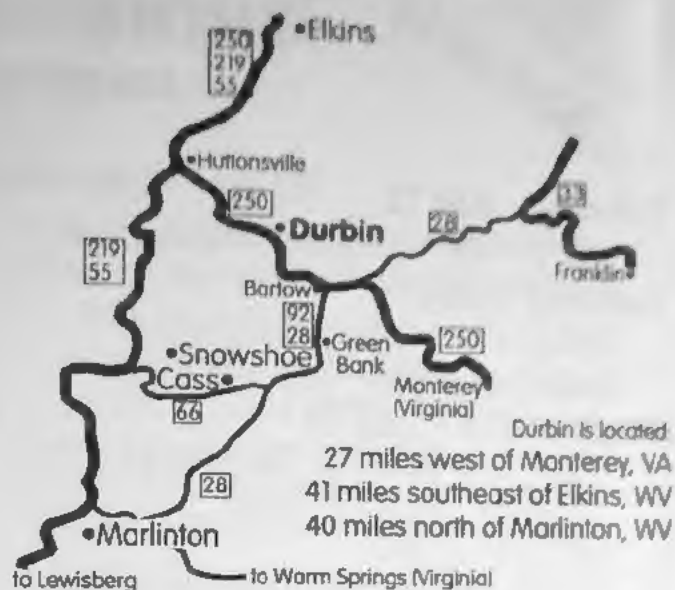 250
219
55
Elkins
Huttonsville
250
Durbin
28
33
219
55
Bartow
Franklin
92
28
Snowshoe
Green
Bank
250
Cass
Monterey
(Virginia)
66
Durbin is located
27 miles west of Monterey, VA
41 miles southeast of Elkins, WV
28
40 miles north of Marlinton, WV
Marlinton
to Lewisberg
to Warm Springs (Virginia)